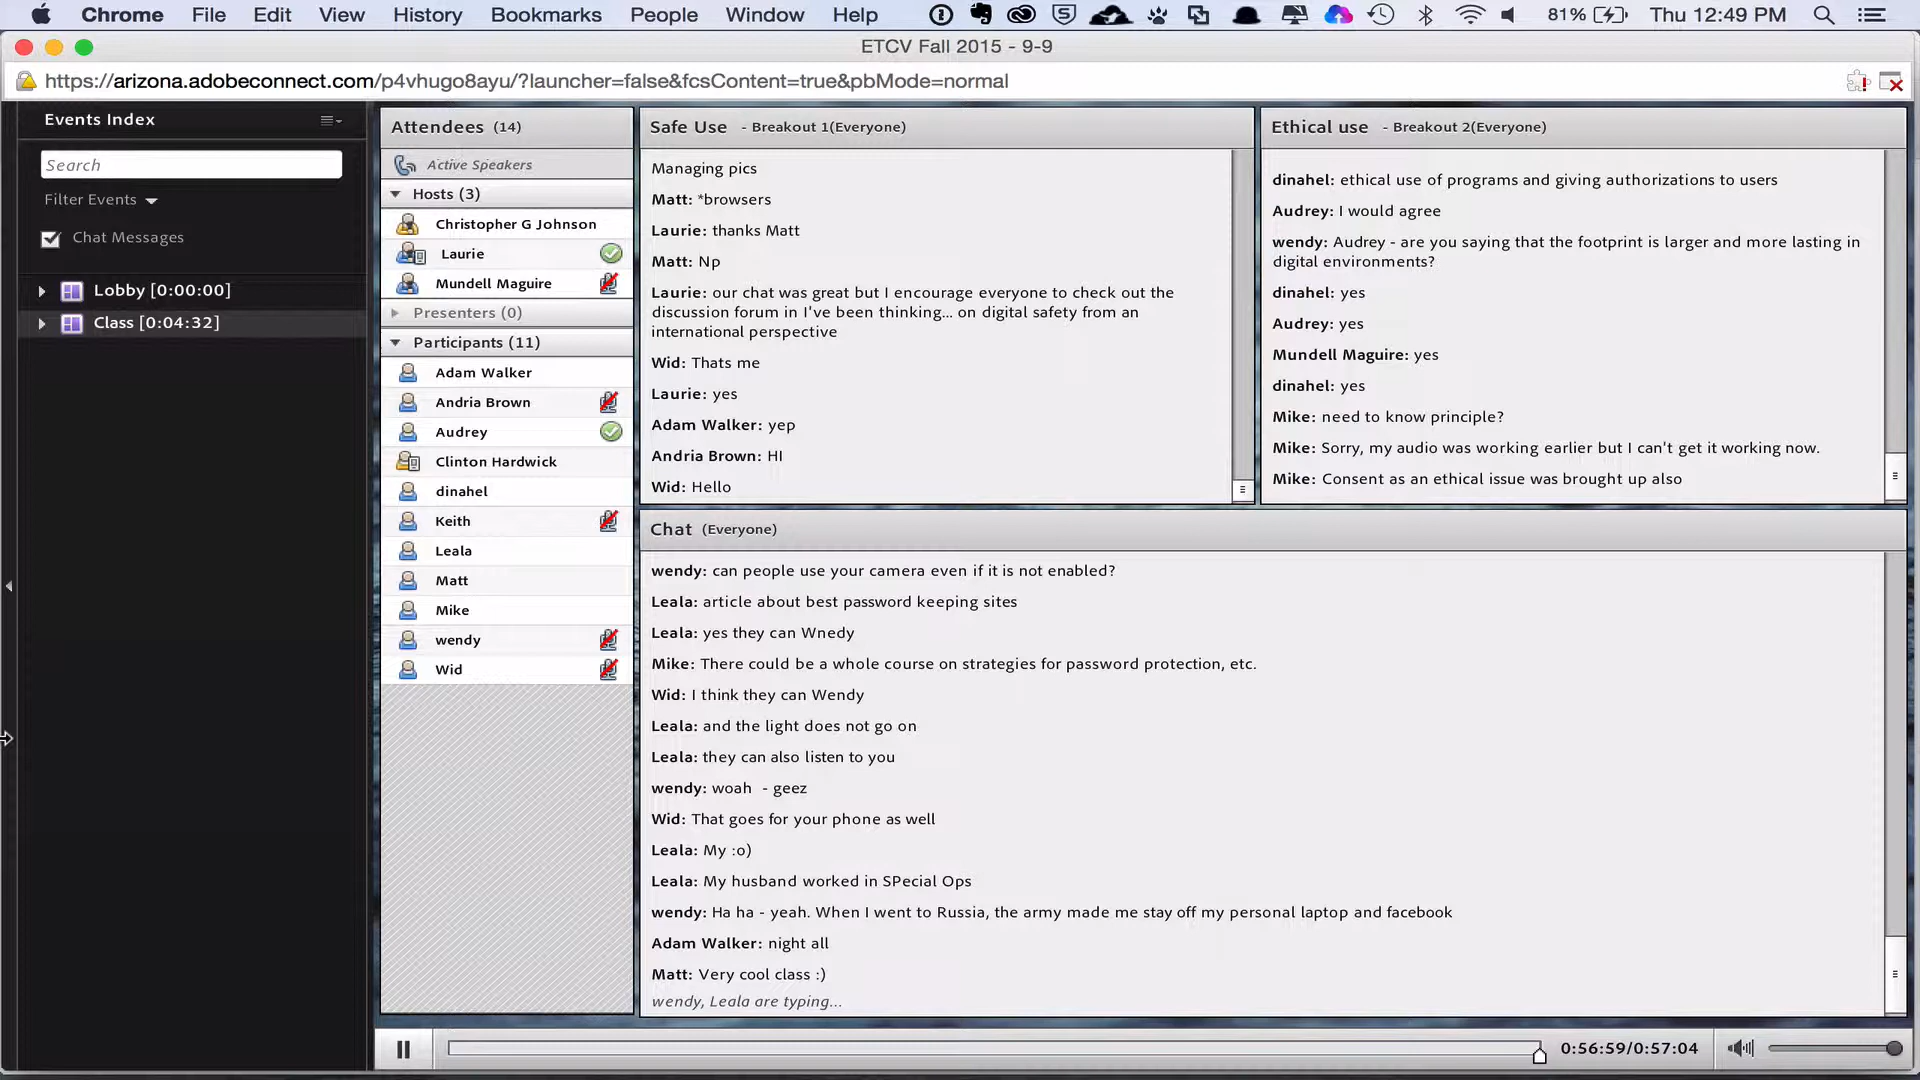 Chrome File Edit View History Bookmarks People Window Help 81% Thu 12:49 PM
ETCV Fall 2015 - 9-9
https://arizona.adobeconnect.com/p4vhugo8ayu/?launcher=false&fcsContent=true&pbMode=normal
Events Index
Search
Filter Events
Chat Messages
Lobby [0:00:00]
Class [0:04:32]
Attendees (14)
Active Speakers
Hosts (3)
Christopher G Johnson
Laurie
Mundell Maguire
Presenters (0)
Participants (11)
Adam Walker
Andria Brown
Audrey
Clinton Hardwick
dinahel
Keith
Leala
Matt
Mike
wendy
Wid
Safe Use - Breakout 1(Everyone)
Managing pics
Matt: *browsers
Laurie: thanks Matt
Matt: Np
Laurie: our chat was great but I encourage everyone to check out the
discussion forum in I've been thinking... on digital safety from an
international perspective
Wid: Thats me
Laurie: yes
Adam Walker: yep
Andria Brown: HI
Wid: Hello
Ethical use - Breakout 2(Everyone)
dinahel: ethical use of programs and giving authorizations to users
Audrey: I would agree
wendy: Audrey - are you saying that the footprint is larger and more lasting in
digital environments?
dinahel: yes
Audrey: yes
Mundell Maguire: yes
dinahel: yes
Mike: need to know principle?
Mike: Sorry, my audio was working earlier but I can't get it working now.
Mike: Consent as an ethical issue was brought up also
Chat (Everyone)
wendy: can people use your camera even if it is not enabled?
Leala: article about best password keeping sites
Leala: yes they can Wnedy
Mike: There could be a whole course on strategies for password protection, etc.
Wid: I think they can Wendy
Leala: and the light does not go on
Leala: they can also listen to you
wendy: woah - geez
Wid: That goes for your phone as well
Leala: My :o)
Leala: My husband worked in SPecial Ops
wendy: Ha ha - yeah. When I went to Russia, the army made me stay off my personal laptop and facebook
Adam Walker: night all
Matt: Very cool class :)
wendy, Leala are typing...
0:56:59/0:57:04